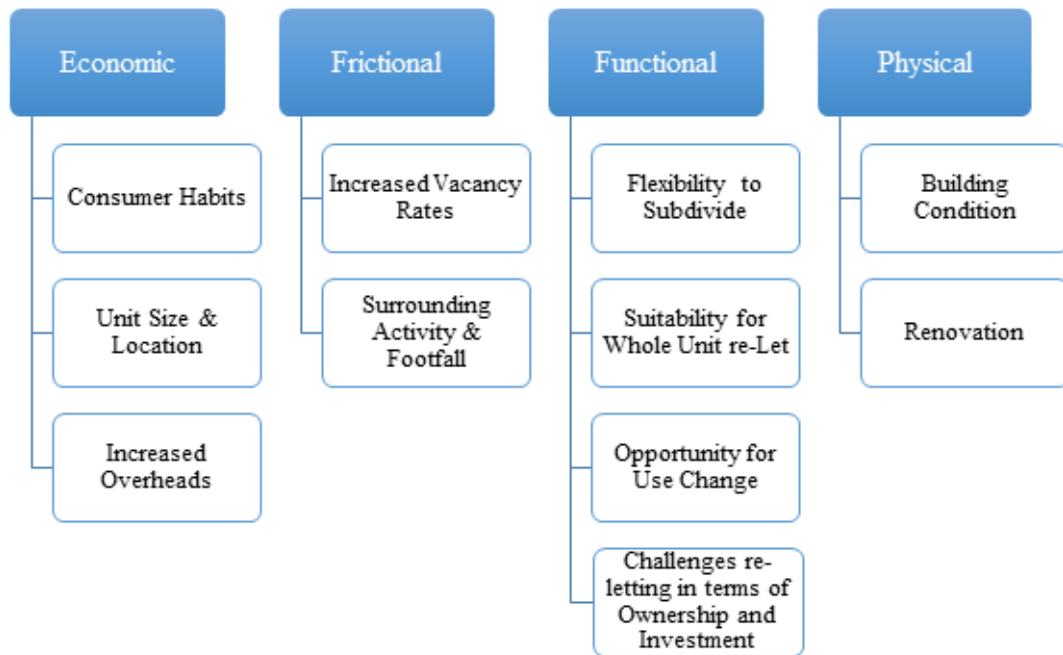 Economic
Consumer Habits
Unit Size &
Location
Increased
Overheads
Frictional
Increased Vacancy
Rates
Surrounding
Activity &
Footfall
Functional
Flexibility to
Subdivide
Suitability for
Whole Unit re-Let
Opportunity for
Use Change
Challenges re-
letting in terms of
Ownership and
Investment
Physical
Building
Condition
Renovation